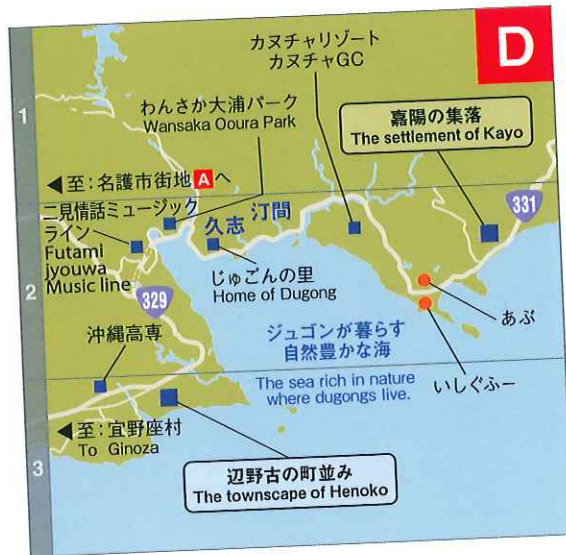 D
カヌチャリゾート
カヌチャGC
1
わんさか大浦パーク
Wansaka Ooura Park
嘉陽の集落
The settlement of Kayo
◀至:名護市街地Aへ
二見情話ミュージック
ライン
Futami
jyouwa
Music line
久志 汀間
331
じゅごんの里
Home of Dugong
2
329
あぶ
沖縄高専
ジュゴンが暮らす
自然豊かな海
The sea rich in nature
where dugongs live.
いしぐふー
◀至:宜野座村
To Ginoza
3
辺野古の町並み
The townscape of Henoko